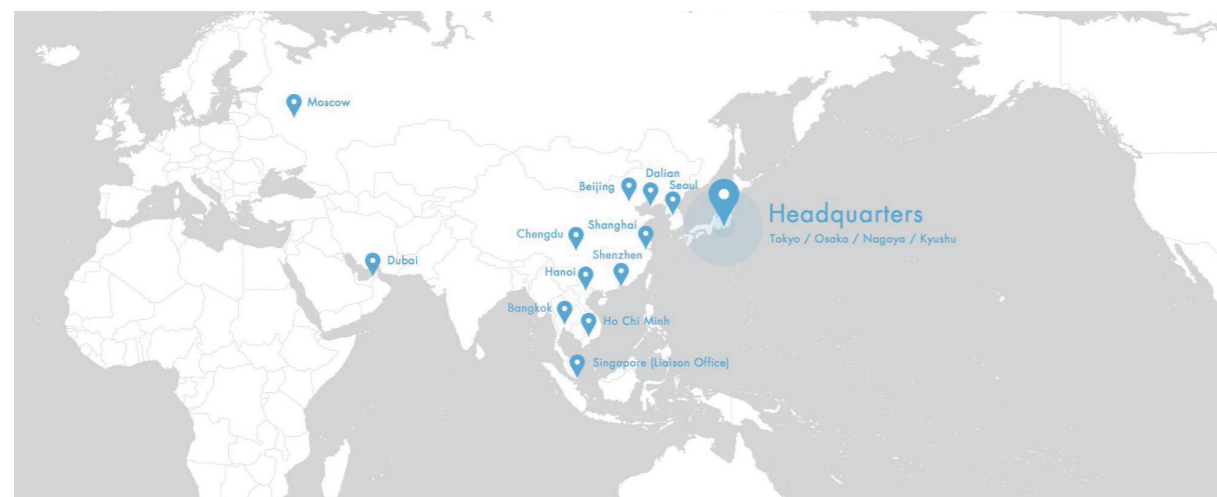 Moscow
Dalian
Beijing
Seoul
Headquarters
Tokyo / Osaka / Nagoya / Kyushu
Shanghai
Chengdu
Shenzhen
Dubai
Hanoi
Bangkok
Ho Chi Minh
Singapore (Liaison Office)